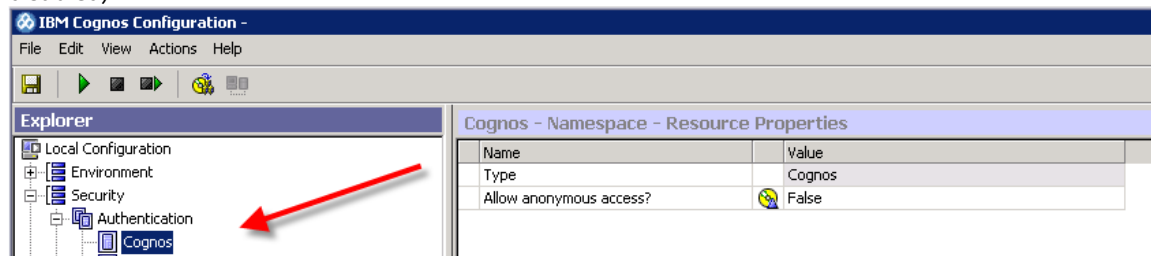 IBM Cognos Configuration -
File Edit View Actions Help
Explorer
Cognos - Namespace - Resource Properties
Local Configuration
Name Value
Environment
Type Cognos
Security
Allow anonymous access? False
Authentication
Cognos